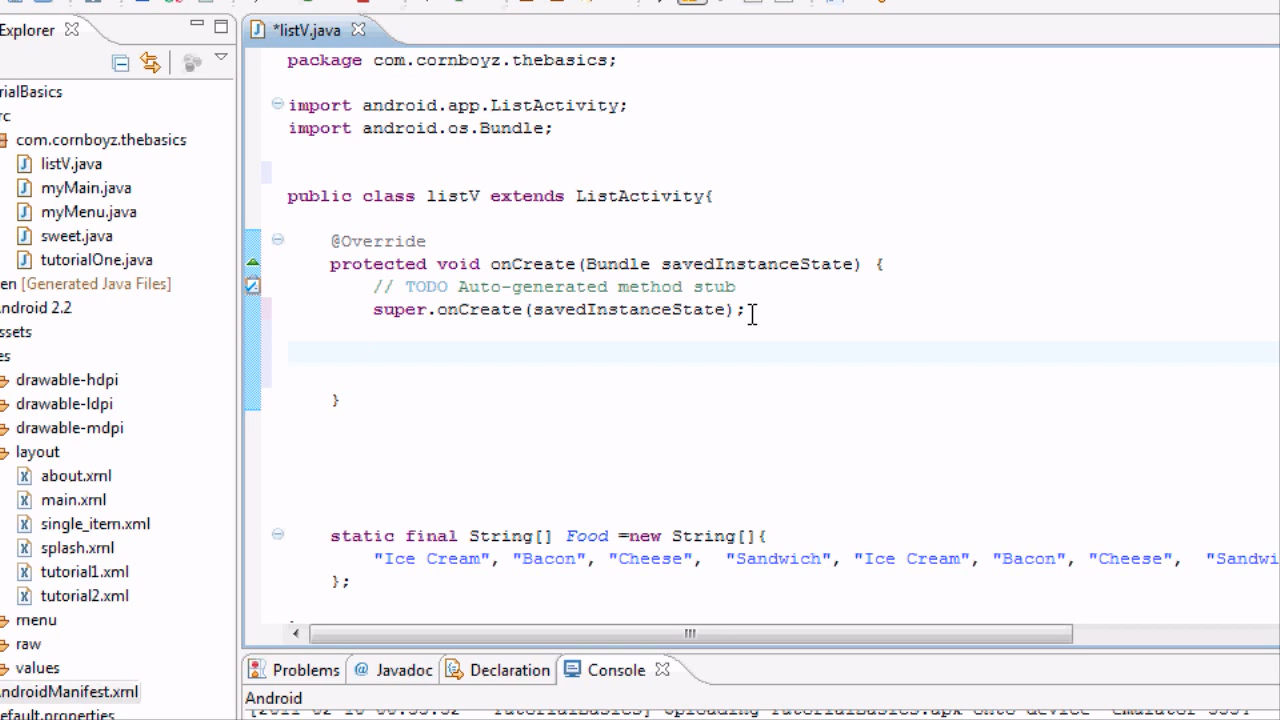 Explorer
*listV.java
package com.cornboyz.thebasics;
rialBasics
import android.app.ListActivity;
rc
import android.os.Bundle;
com.cornboyz.thebasics
listV.java
myMain.java
public class listV extends ListActivity{
myMenu.java
sweet.java
@Override
tutorialOne.java
protected void onCreate(Bundle savedInstanceState) {
en [Generated Java Files]
// TODO Auto-generated method stub
ndroid 2.2
super.onCreate(savedInstanceState);
ssets
es
drawable-hdpi
drawable-ldpi
}
drawable-mdpi
layout
about.xml
main.xml
single_item.xml
static final String[] Food =new String[]{
splash.xml
"Ice Cream", "Bacon", "Cheese", "Sandwich", "Ice Cream", "Bacon", "Cheese", "Sandwi
tutorial1.xml
};
tutorial2.xml
menu
raw
values
Problems @ Javadoc Declaration Console
ndroidManifest.xml
Android
efault.properties